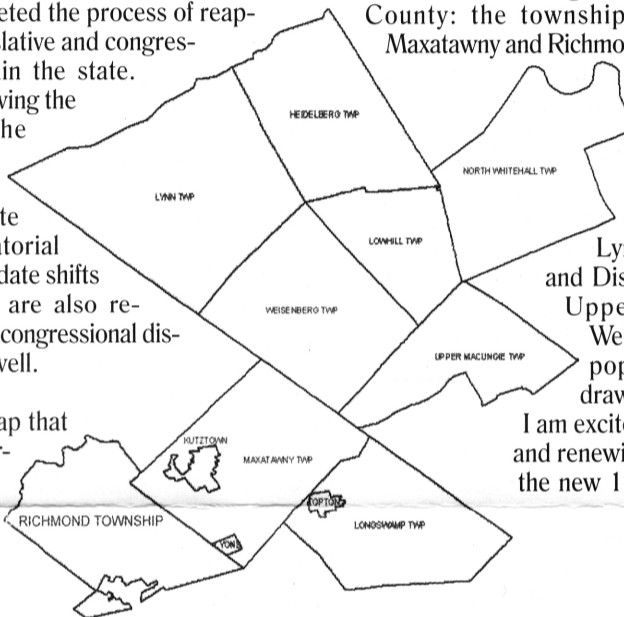 eted the process of reap-
slative and congres-
in the state.
ving the
he
te
torial
date shifts
are also re-
congressional dis-
well.
ap that
County: the township
Maxatawny and Richmo
HEIDELBERG TWP
NORTH WHITEHALL TWP
LYNN TWP
LOWHILL TWP
WEISENBERG TWP
UPPER MACUNGIE TWP
KUTZTOWN
MAXATAWNY TWP
TOPTON
LONGSWAMP TWP
RICHMOND TOWNSHIP
Ly
and Dis
Uppe
We
pop
draw
I am excit
and renewi
the new 1